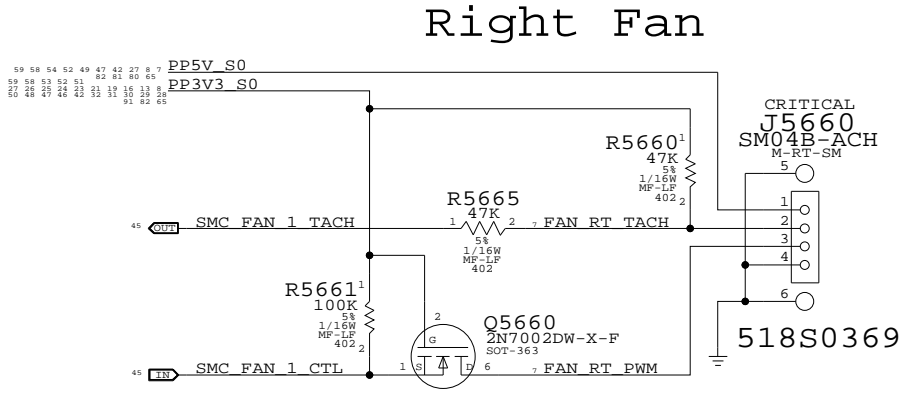 Right Fan
59 58 54 52 49 47 42 27 8 7
82 81 80 65
PP5V_S0
59 58 53 52 51
27 26 25 24 23 21 19 16 13 8
50 48 47 46 42 32 31 30 29 28
91 82 65
PP3V3_S0
CRITICAL
J5660
SM04B-ACH
M-RT-SM
5
R5660
1
47K
5%
1/16W
MF-LF
402
2
R5665
47K
1
2
5%
1/16W
MF-LF
402
45
OUT
SMC_FAN_1_TACH
7
FAN_RT_TACH
1
2
3
4
6
518S0369
R5661
1
100K
5%
1/16W
MF-LF
402
2
Q5660
2N7002DW-X-F
SOT-363
2
G
S
D
1
6
45
IN
SMC_FAN_1_CTL
7
FAN_RT_PWM